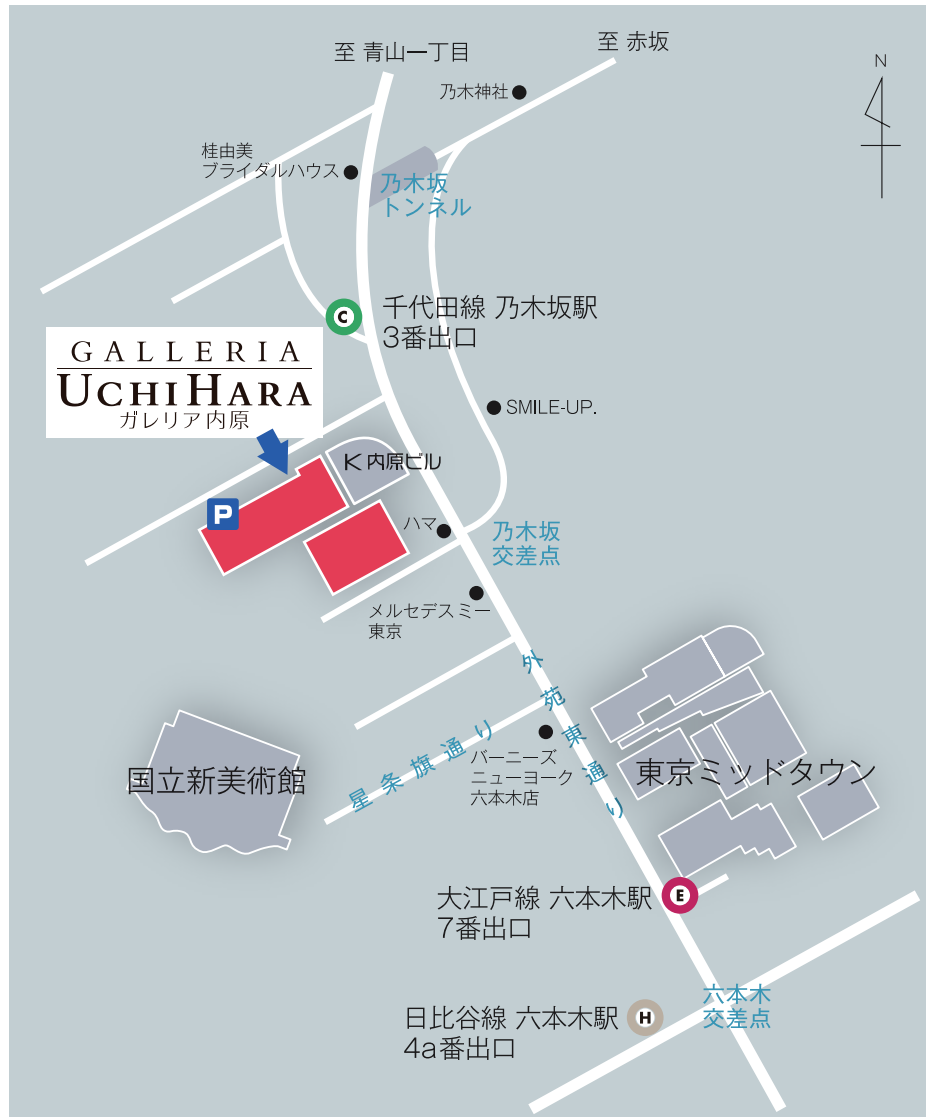 至 青山一丁目
至 赤坂
N
乃木神社
桂由美
ブライダルハウス
乃木坂
トンネル
千代田線 乃木坂駅
3番出口
C
GALLERIA
UCHIHARA
ガレリア内原
SMILE-UP.
K 内原ビル
P
ハマ
乃木坂
交差点
メルセデス ミー
東京
外苑東通り
星条旗通り
バーニーズ
ニューヨーク
六本木店
国立新美術館
東京ミッドタウン
大江戸線 六本木駅
7番出口
E
六本木
交差点
日比谷線 六本木駅
4a番出口
H